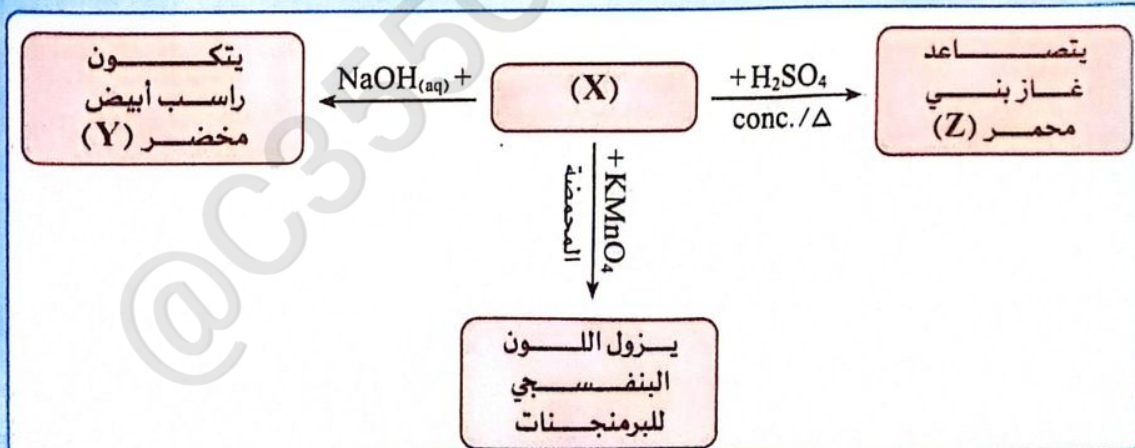 يتصاعد
غاز بني
محمر (Z)
+H₂SO₄
conc./Δ
(X)
NaOH(aq) +
يتكون
راسب أبيض
مخضر (Y)
+KMnO₄
المحمضة
يزول اللون
البنفسجي
للبرمنجنات